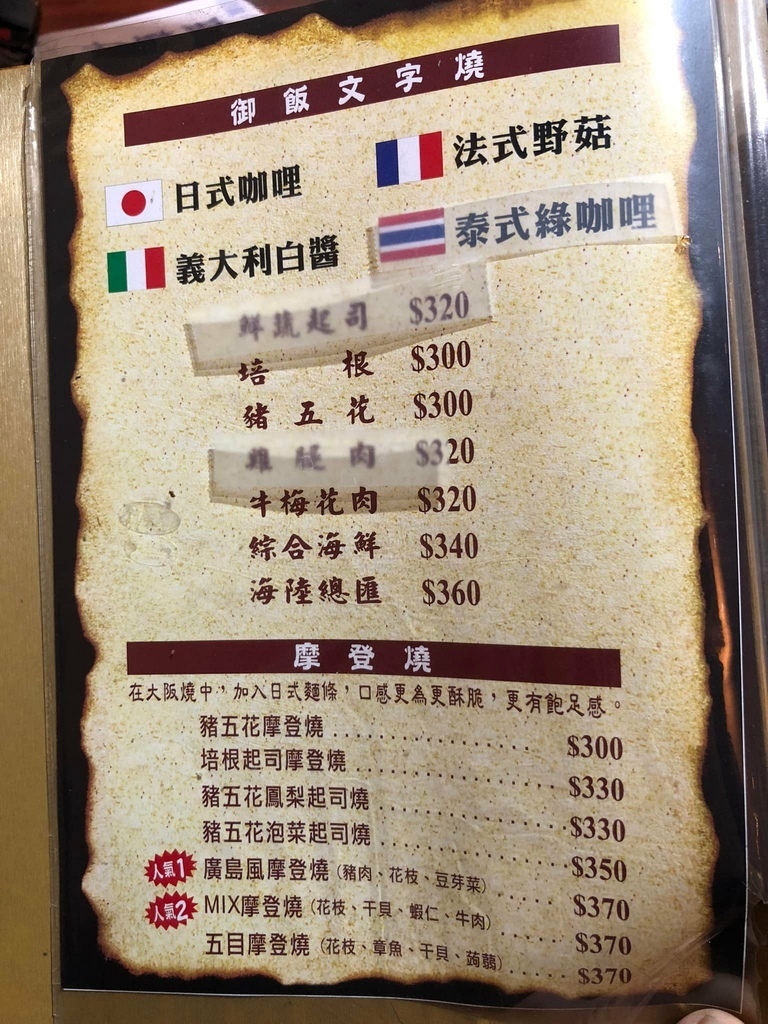 御飯文字燒
日式咖哩
法式野菇
義大利白醬
泰式綠咖哩
鮮蔬起司 $320
培根 $300
豬五花 $300
雞腿肉 $320
牛梅花肉 $320
綜合海鮮 $340
海陸總匯 $360
摩登燒
在大阪燒中，加入日式麵條，口感更為更酥脆，更有飽足感。
豬五花摩登燒 $300
培根起司摩登燒 $330
豬五花鳳梨起司燒 $330
豬五花泡菜起司燒 $350
人氣1 廣島風摩登燒（豬肉、花枝、豆芽菜） $370
人氣2 MIX摩登燒（花枝、干貝、蝦仁、牛肉） $370
五目摩登燒（花枝、章魚、干貝、蒟蒻） $370